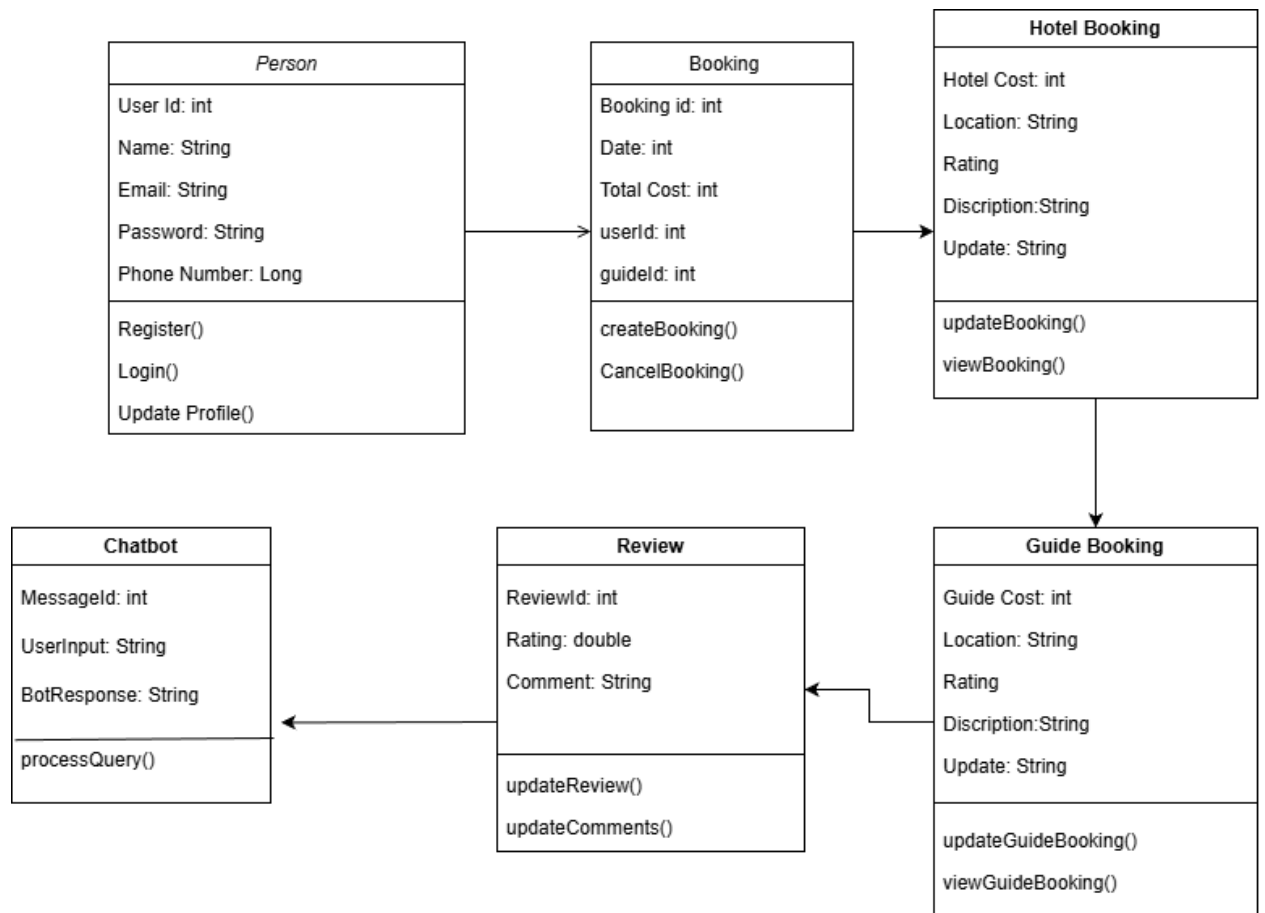 Person
User Id: int
Name: String
Email: String
Password: String
Phone Number: Long
Register()
Login()
Update Profile()
Booking
Booking id: int
Date: int
Total Cost: int
userId: int
guideId: int
createBooking()
CancelBooking()
Hotel Booking
Hotel Cost: int
Location: String
Rating
Discription:String
Update: String
updateBooking()
viewBooking()
Chatbot
MessageId: int
UserInput: String
BotResponse: String
processQuery()
Review
ReviewId: int
Rating: double
Comment: String
updateReview()
updateComments()
Guide Booking
Guide Cost: int
Location: String
Rating
Discription:String
Update: String
updateGuideBooking()
viewGuideBooking()